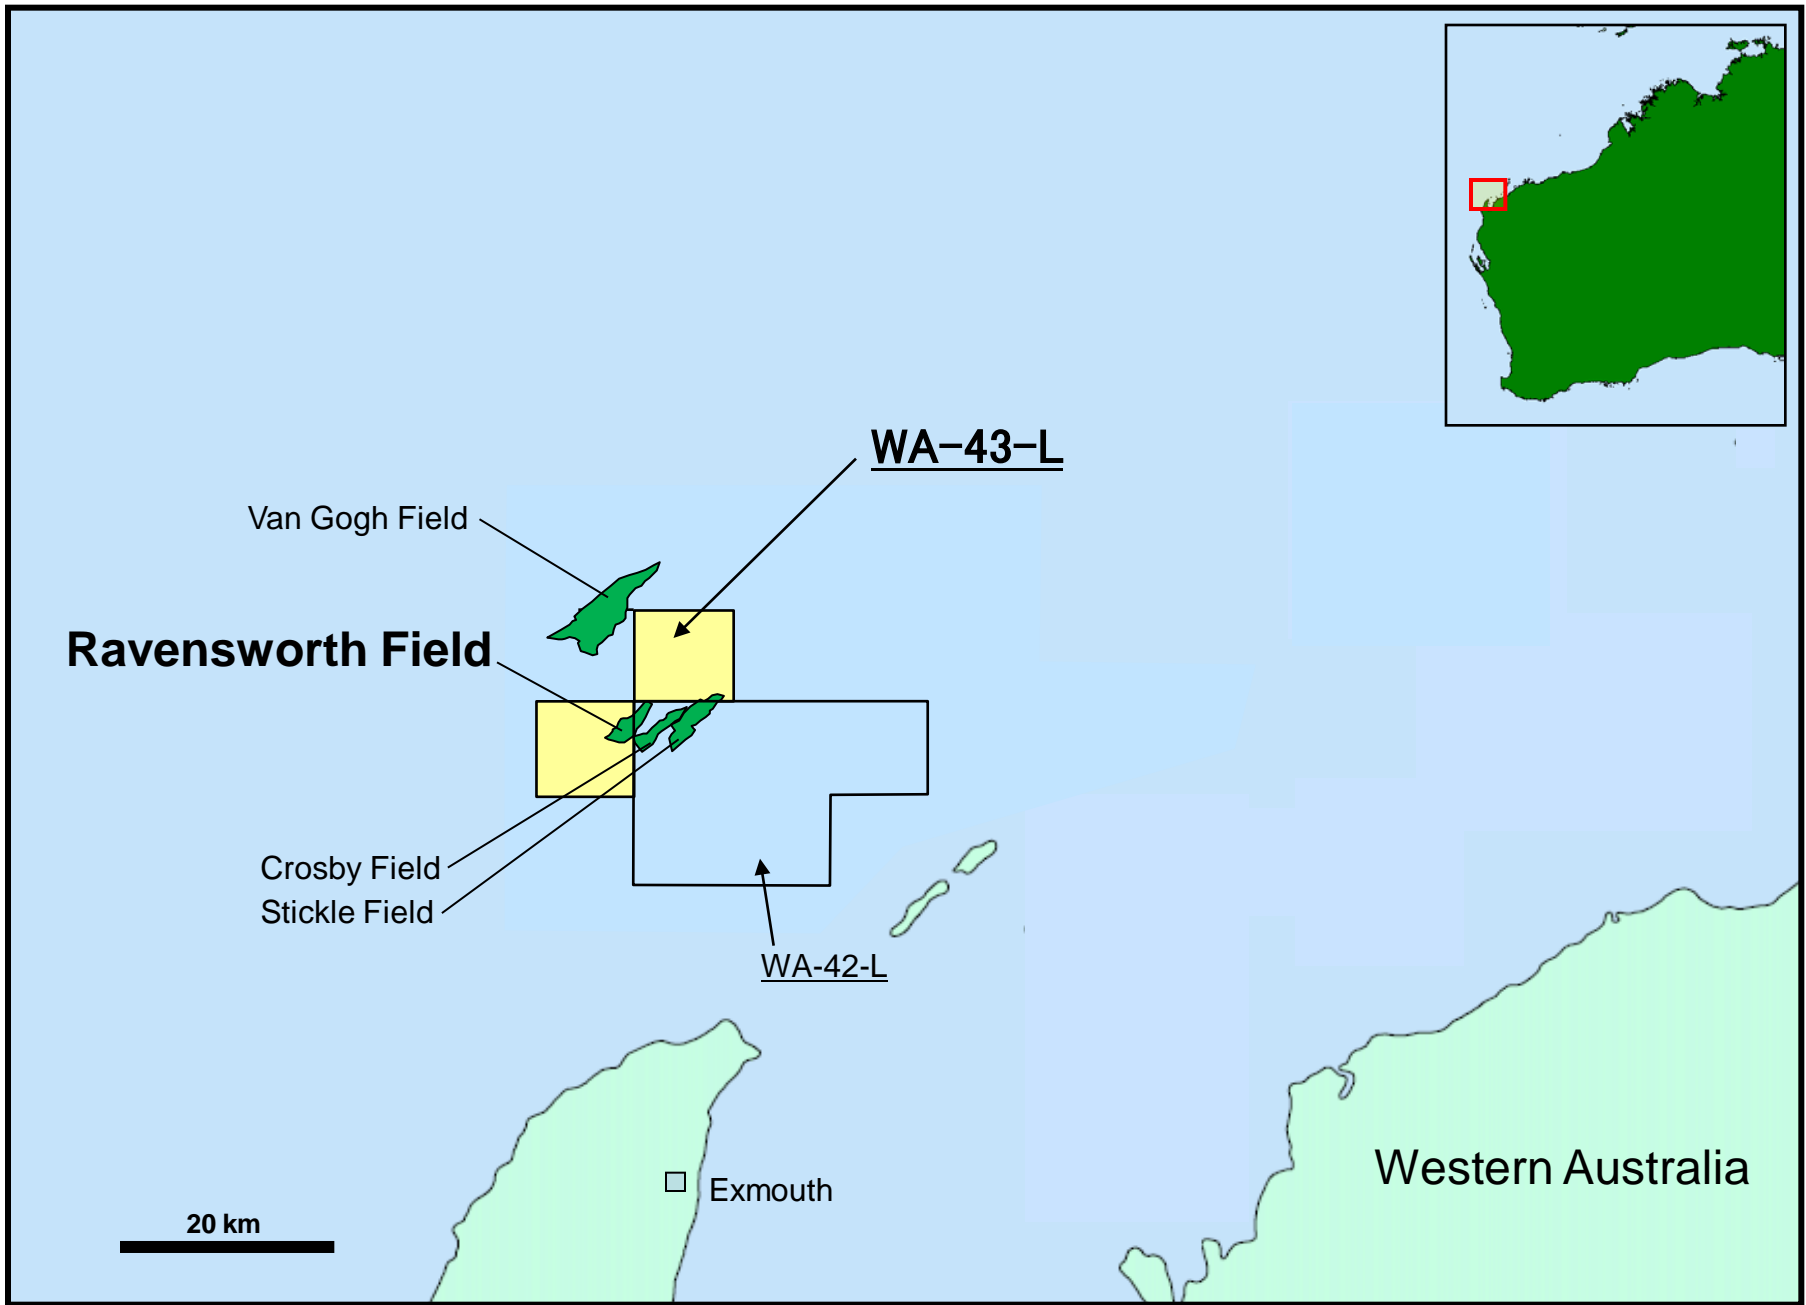 WA-43-L
Van Gogh Field
Ravensworth Field
Crosby Field
Stickle Field
WA-42-L
Western Australia
Exmouth
20 km